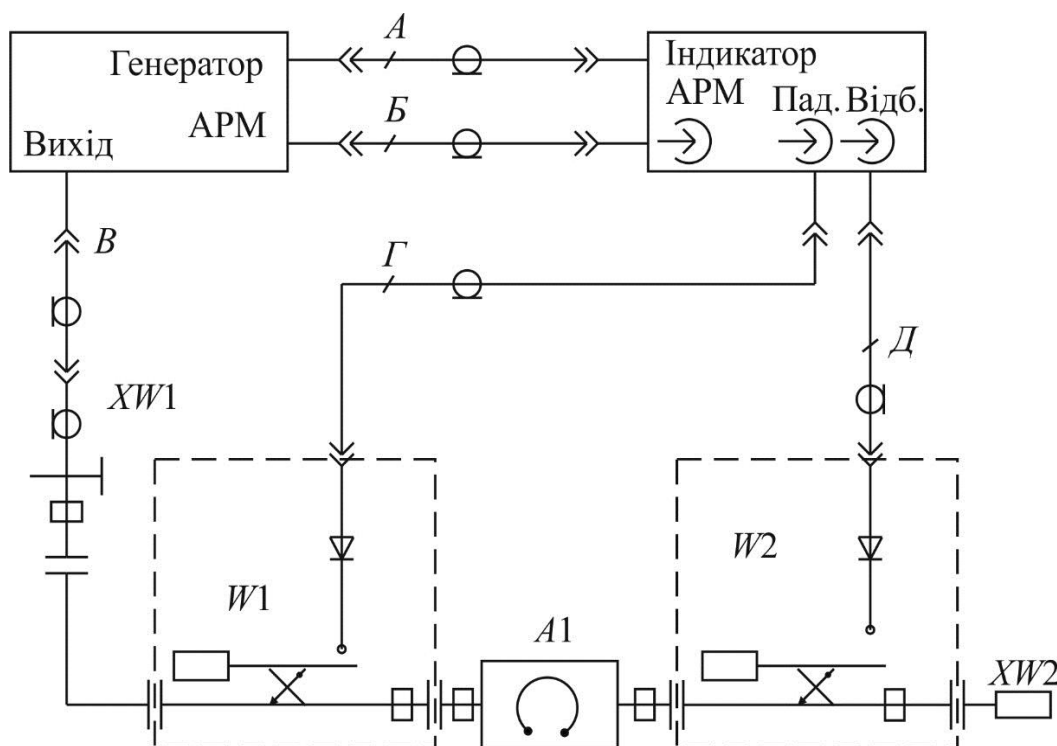 А
Генератор
АРМ
Вихід
Б
Індикатор
АРМ
Пад. Відб.
В
Г
Д
XW1
W1
A1
W2
XW2